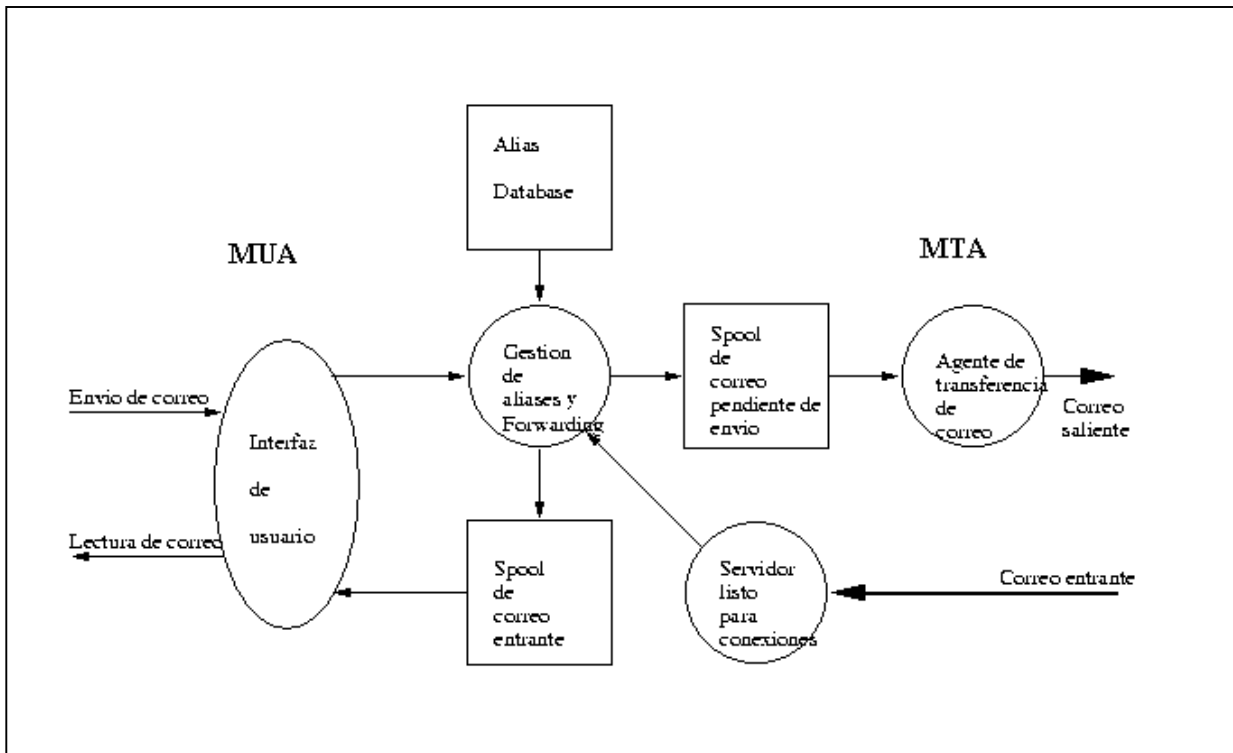 Alias
Database
MUA
MTA
Gestion
de
aliases y
Forwarding
Spool
de
correo
pendiente de
envio
Agente de
transferencia
de
correo
Correo
saliente
Envio de correo
Interfaz
de
usuario
Lectura de correo
Spool
de
correo
entrante
Servidor
listo
para
conexiones
Correo entrante